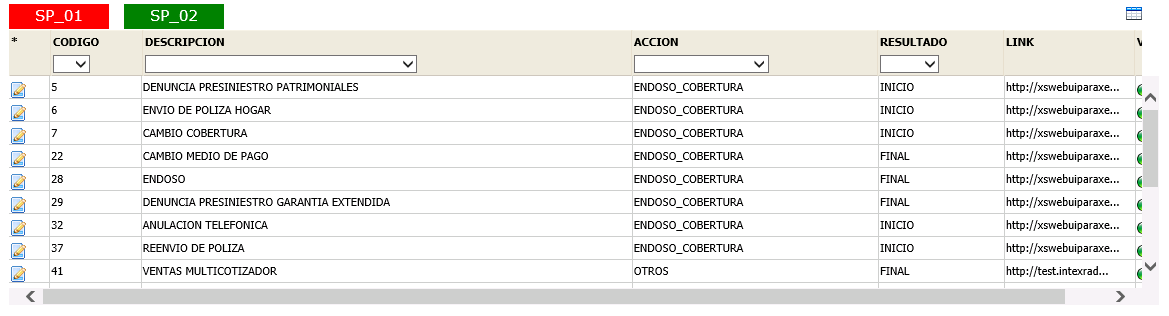 SP_01 SP_02
* CODIGO DESCRIPCION ACCION RESULTADO LINK V
5 DENUNCIA PRESINIESTRO PATRIMONIALES ENDOSO_COBERTURA INICIO http://xswebuiparaxe...
6 ENVIO DE POLIZA HOGAR ENDOSO_COBERTURA INICIO http://xswebuiparaxe...
7 CAMBIO COBERTURA ENDOSO_COBERTURA INICIO http://xswebuiparaxe...
22 CAMBIO MEDIO DE PAGO ENDOSO_COBERTURA FINAL http://xswebuiparaxe...
28 ENDOSO ENDOSO_COBERTURA FINAL http://xswebuiparaxe...
29 DENUNCIA PRESINIESTRO GARANTIA EXTENDIDA ENDOSO_COBERTURA FINAL http://xswebuiparaxe...
32 ANULACION TELEFONICA ENDOSO_COBERTURA INICIO http://xswebuiparaxe...
37 REENVIO DE POLIZA ENDOSO_COBERTURA INICIO http://xswebuiparaxe...
41 VENTAS MULTICOTIZADOR OTROS FINAL http://test.intexrad...